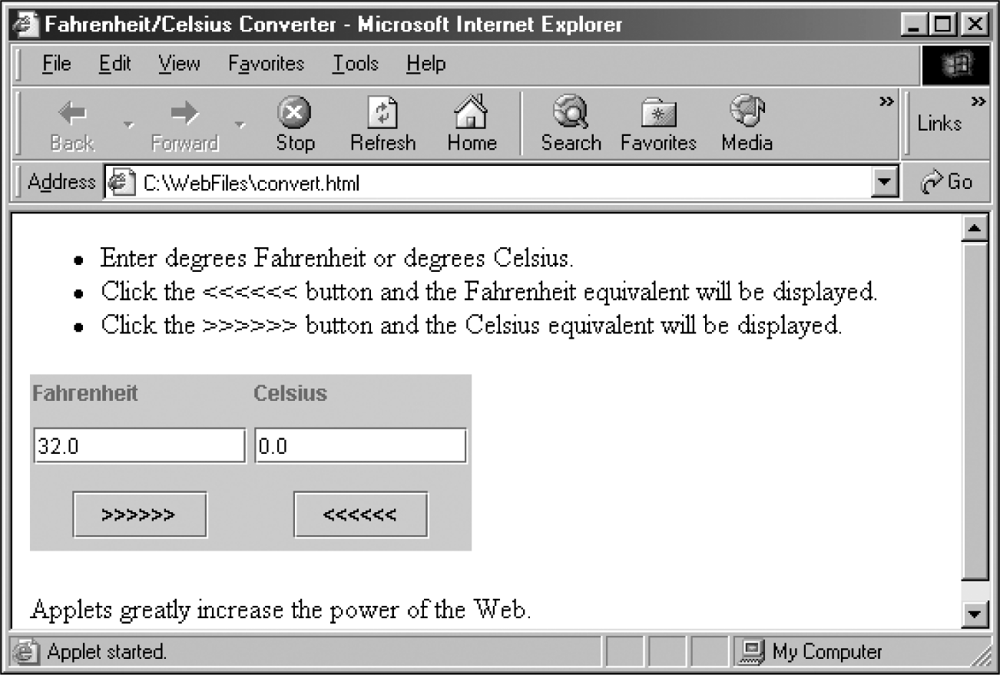 Fahrenheit/Celsius Converter - Microsoft Internet Explorer
File Edit View Favorites Tools Help
Back Forward Stop Refresh Home Search Favorites Media » Links »
Address C:\WebFiles\convert.html Go
• Enter degrees Fahrenheit or degrees Celsius.
• Click the <<<<<< button and the Fahrenheit equivalent will be displayed.
• Click the >>>>>> button and the Celsius equivalent will be displayed.
Fahrenheit Celsius
32.0 0.0
>>>>>> <<<<<<
Applets greatly increase the power of the Web.
Applet started. My Computer